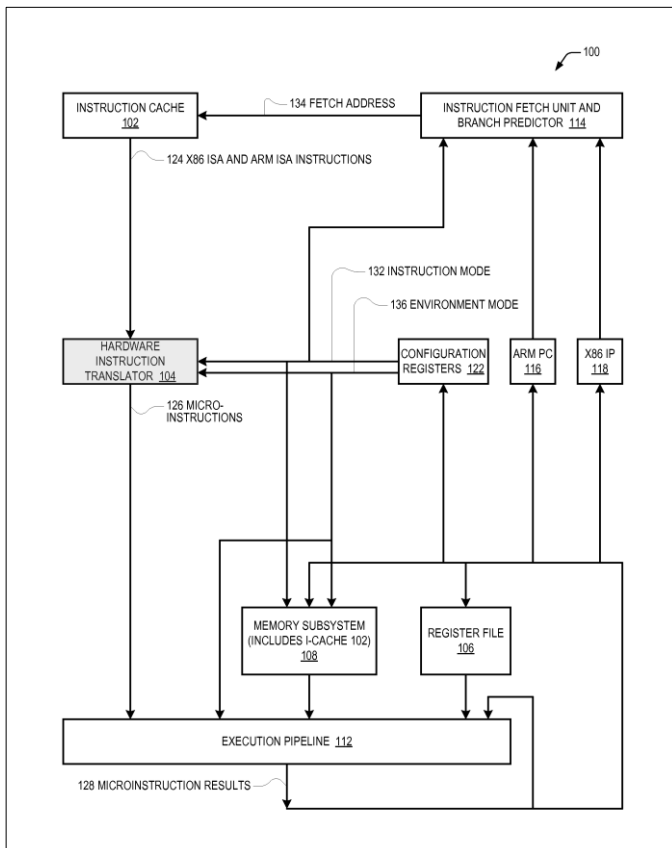 100
INSTRUCTION CACHE
102
134 FETCH ADDRESS
INSTRUCTION FETCH UNIT AND
BRANCH PREDICTOR 114
124 X86 ISA AND ARM ISA INSTRUCTIONS
132 INSTRUCTION MODE
136 ENVIRONMENT MODE
HARDWARE
INSTRUCTION
TRANSLATOR 104
CONFIGURATION
REGISTERS 122
ARM PC
116
X86 IP
118
126 MICRO-
INSTRUCTIONS
MEMORY SUBSYSTEM
(INCLUDES I-CACHE 102)
108
REGISTER FILE
106
EXECUTION PIPELINE 112
128 MICROINSTRUCTION RESULTS